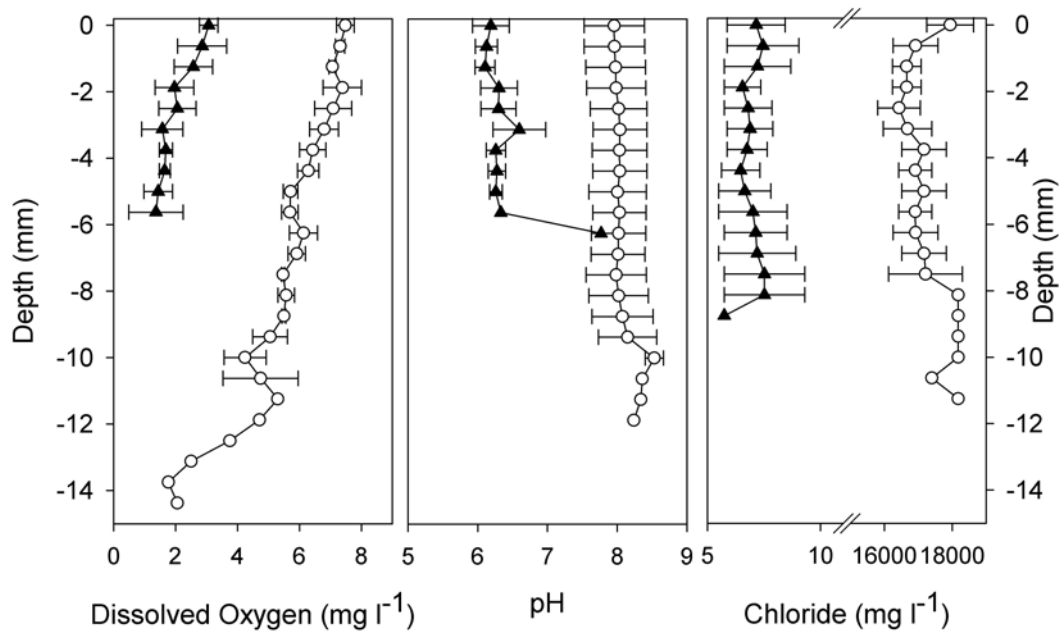 0
-2
-4
-6
-8
-10
-12
-14
Depth (mm)
0 2 4 6 8
Dissolved Oxygen (mg l-1)
5 6 7 8 9
pH
5 10 16000 18000
Chloride (mg l-1)
0
-2
-4
-6
-8
-10
-12
-14
Depth (mm)